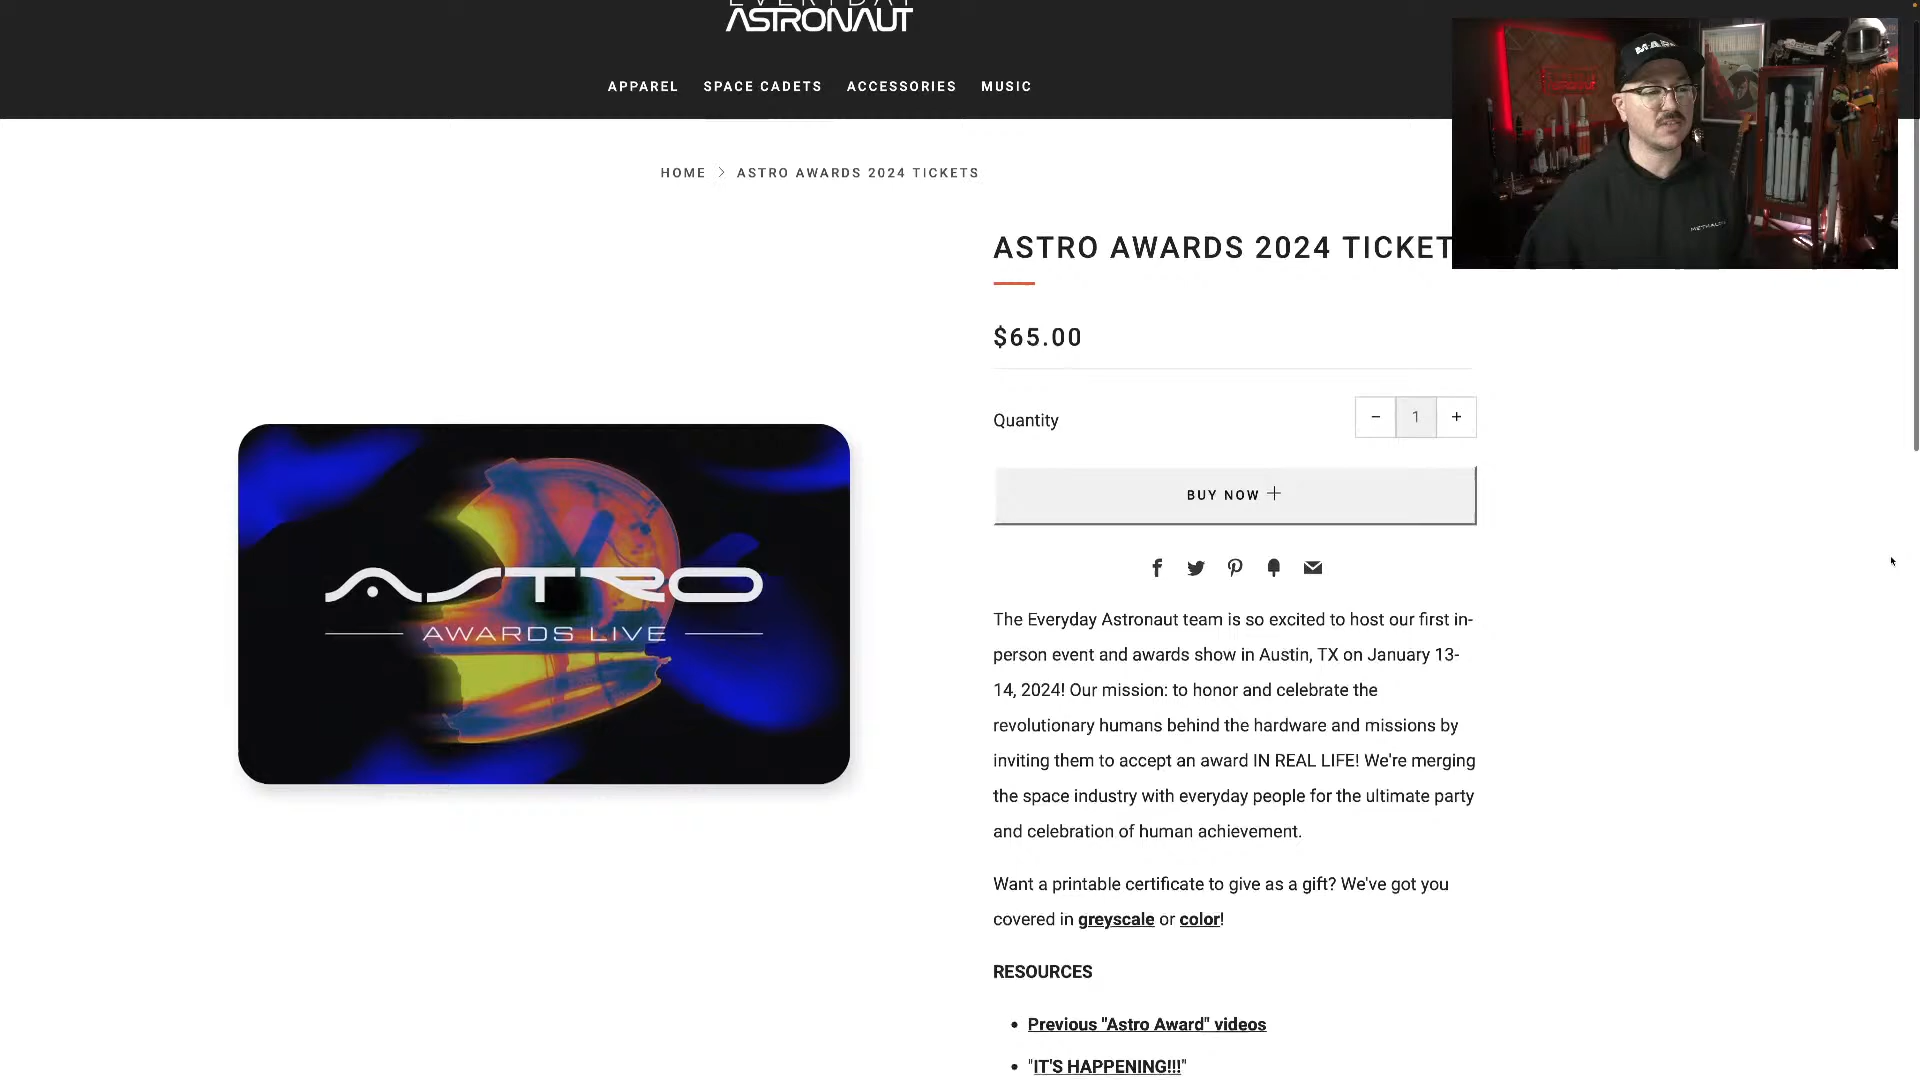 EVERYDAY
ASTRONAUT
APPAREL SPACE CADETS ACCESSORIES MUSIC
HOME > ASTRO AWARDS 2024 TICKETS
ASTRO AWARDS 2024 TICKET
$65.00
Quantity
− 1 +
BUY NOW +
ASTRO
AWARDS LIVE
The Everyday Astronaut team is so excited to host our first in-
person event and awards show in Austin, TX on January 13-
14, 2024! Our mission: to honor and celebrate the
revolutionary humans behind the hardware and missions by
inviting them to accept an award IN REAL LIFE! We're merging
the space industry with everyday people for the ultimate party
and celebration of human achievement.
Want a printable certificate to give as a gift? We've got you
covered in greyscale or color!
RESOURCES
• Previous "Astro Award" videos
• "IT'S HAPPENING!!!"
MARS